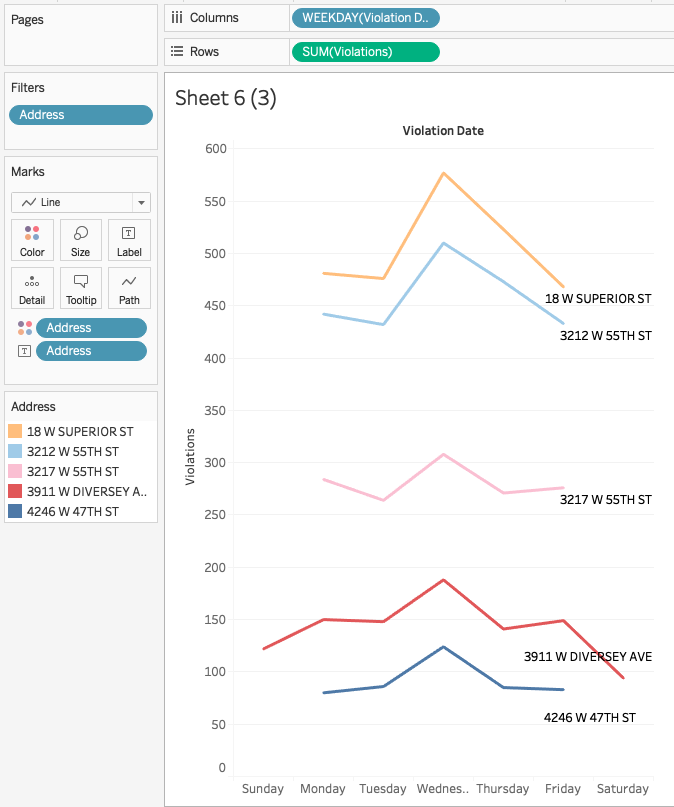 Pages
Columns
WEEKDAY(Violation D..
Rows
SUM(Violations)
Filters
Address
Marks
Line
Color
Size
Label
Detail
Tooltip
Path
Address
Address
Address
18 W SUPERIOR ST
3212 W 55TH ST
3217 W 55TH ST
3911 W DIVERSEY A..
4246 W 47TH ST
Sheet 6 (3)
Violation Date
Violations
600
550
500
450
400
350
300
250
200
150
100
50
0
18 W SUPERIOR ST
3212 W 55TH ST
3217 W 55TH ST
3911 W DIVERSEY AVE
4246 W 47TH ST
Sunday Monday Tuesday Wednes.. Thursday Friday Saturday